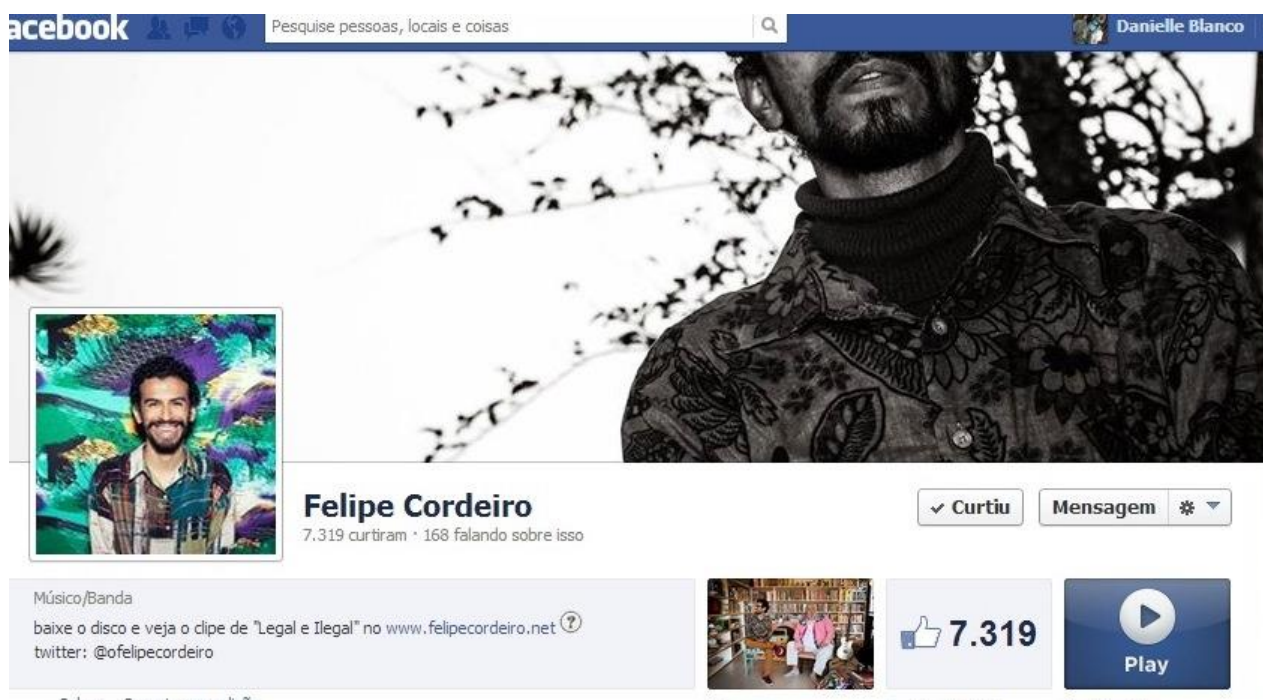 acebook
Pesquise pessoas, locais e coisas
Danielle Blanco
Felipe Cordeiro
Curtiu
Mensagem
7.319 curtiram · 168 falando sobre isso
Músico/Banda
baixe o disco e veja o clipe de "Legal e Ilegal" no www.felipecordeiro.net ?
twitter: @ofelipecordeiro
7.319
Play